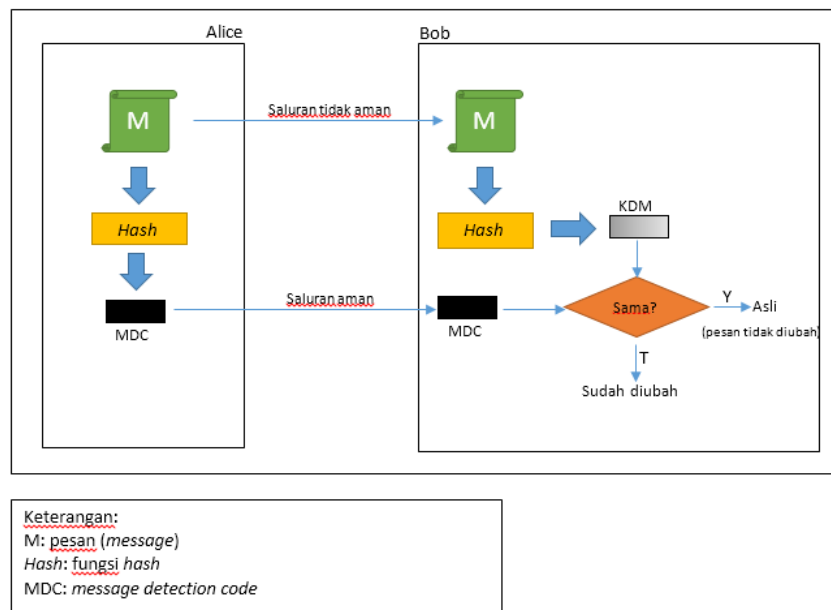 Alice
Bob
M
Saluran tidak aman
M
Hash
Hash
KDM
MDC
Saluran aman
MDC
Sama?
Y
Asli
(pesan tidak diubah)
T
Sudah diubah
Keterangan:
M: pesan (message)
Hash: fungsi hash
MDC: message detection code